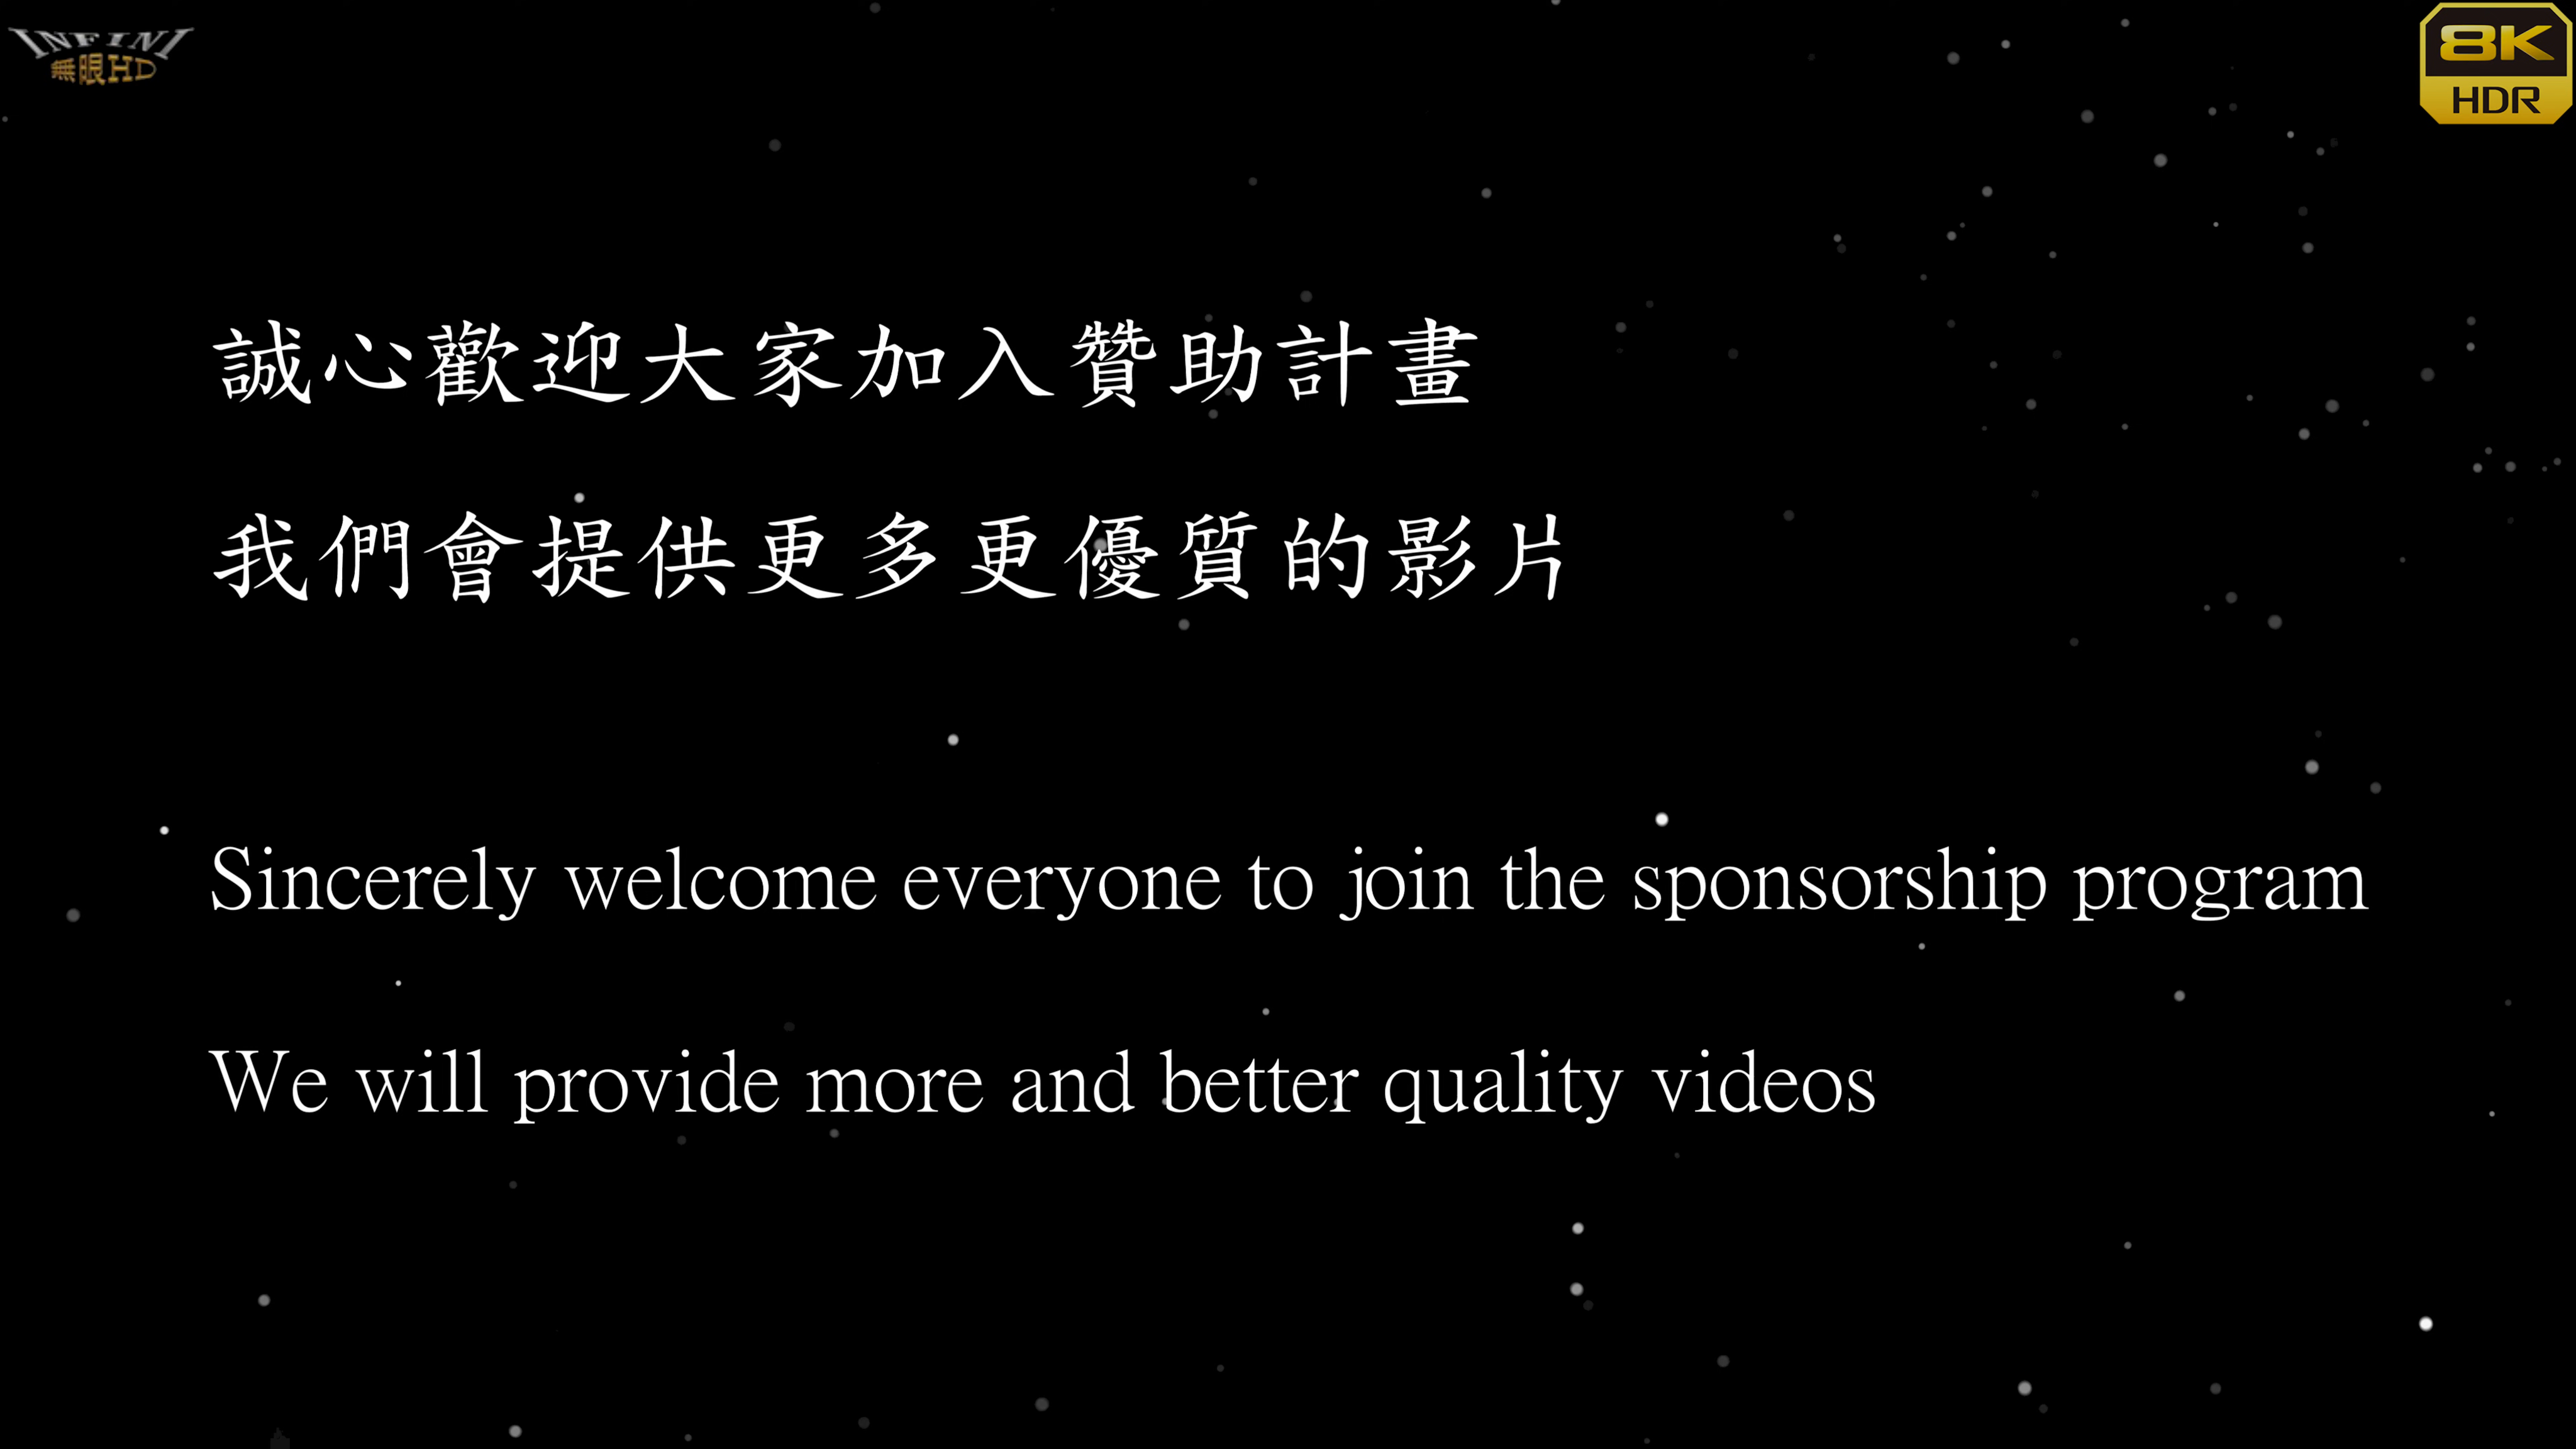 INFINI
無限HD
8K
HDR
誠心歡迎大家加入贊助計畫
我們會提供更多更優質的影片
Sincerely welcome everyone to join the sponsorship program
We will provide more and better quality videos